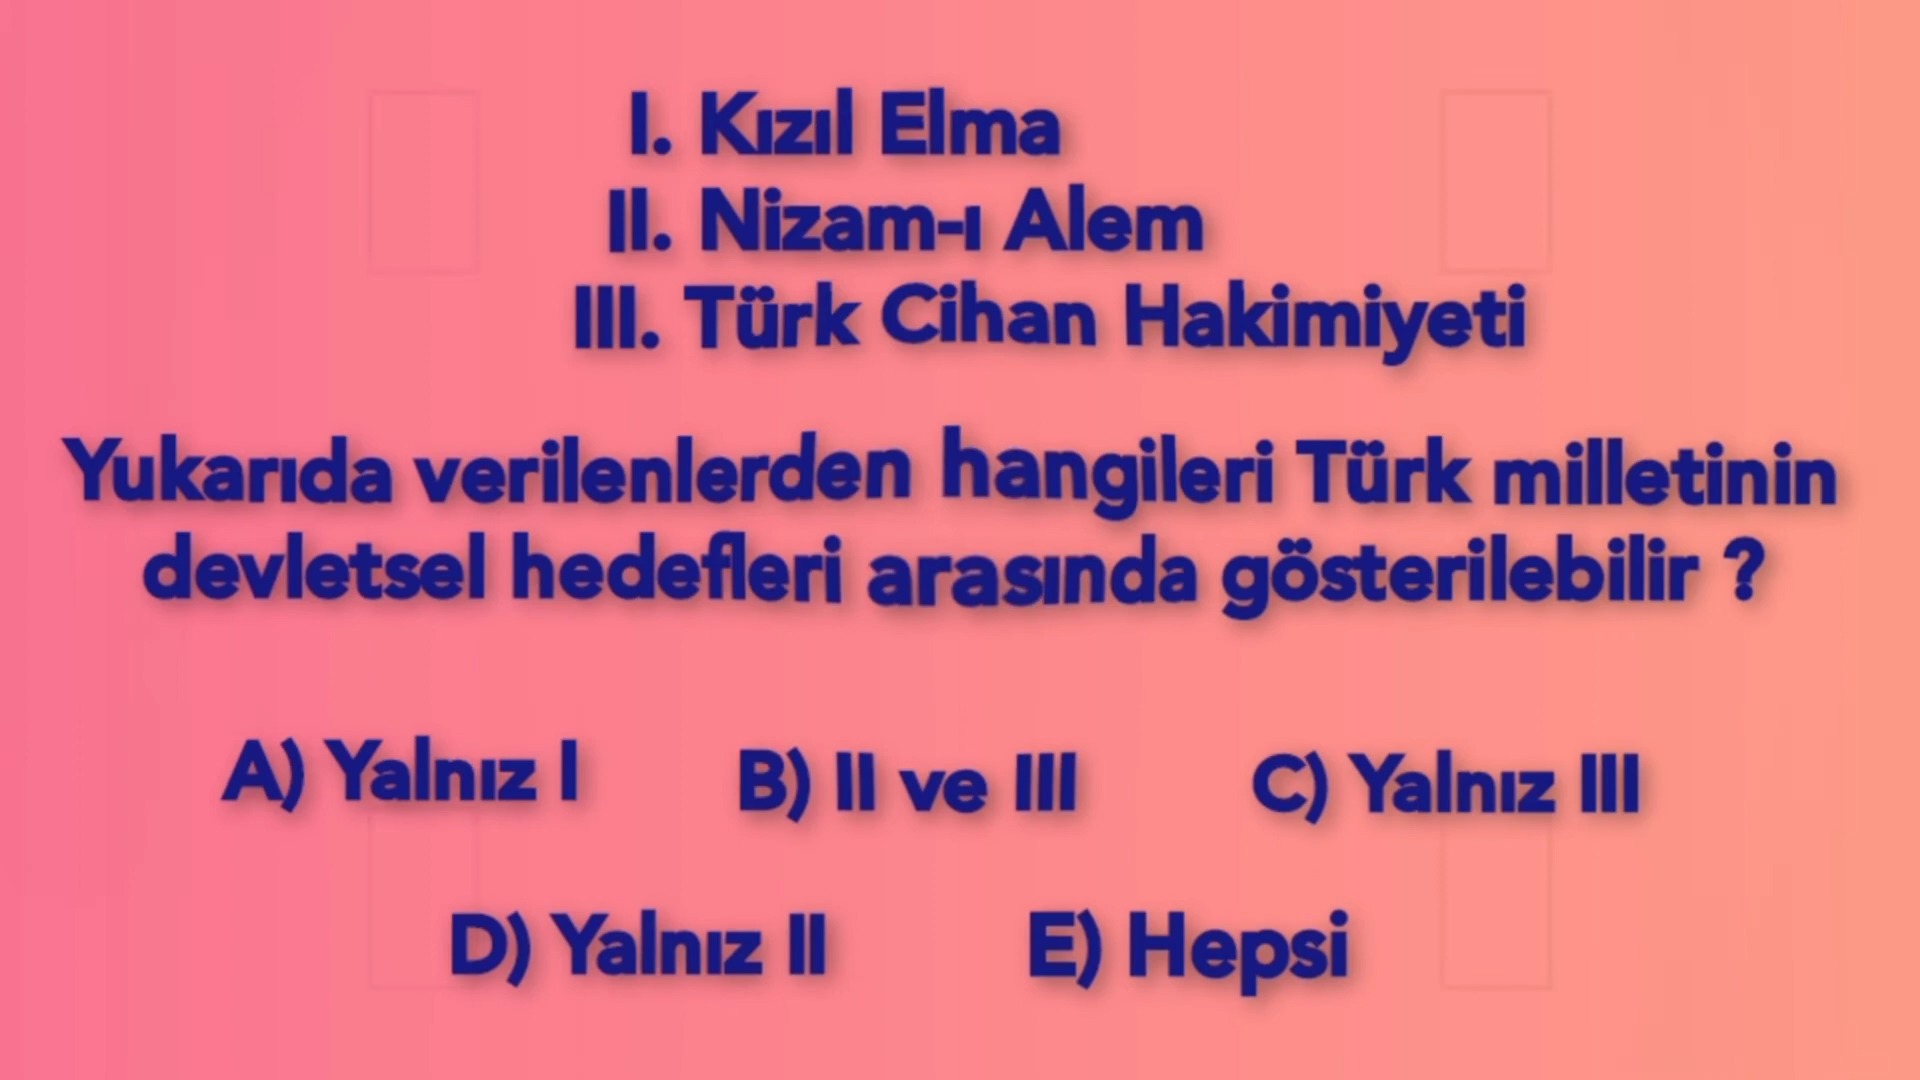 I. Kızıl Elma
II. Nizam-ı Alem
III. Türk Cihan Hakimiyeti
Yukarıda verilenlerden hangileri Türk milletinin
devletsel hedefleri arasında gösterilebilir ?
A) Yalnız I B) II ve III C) Yalnız III
D) Yalnız II E) Hepsi